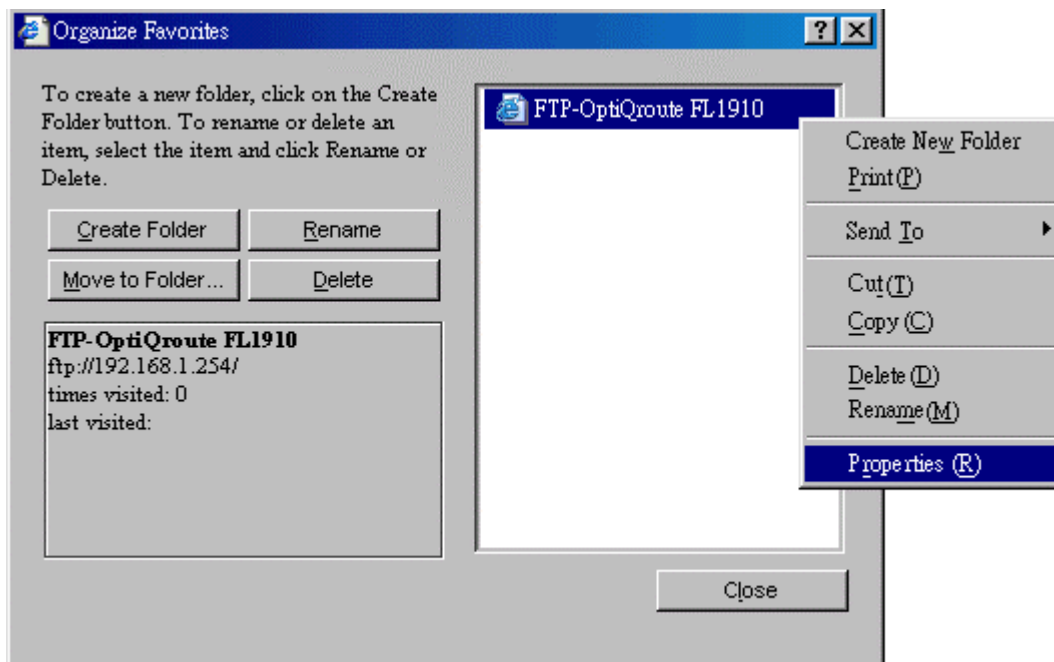 Organize Favorites
To create a new folder, click on the Create
Folder button. To rename or delete an
item, select the item and click Rename or
Delete.
Create Folder
Rename
Move to Folder...
Delete
FTP-OptiQroute FL1910
ftp://192.168.1.254/
times visited: 0
last visited:
FTP-OptiQroute FL1910
Create New Folder
Print(P)
Send To
Cut(T)
Copy (C)
Delete (D)
Rename(M)
Properties (R)
Close